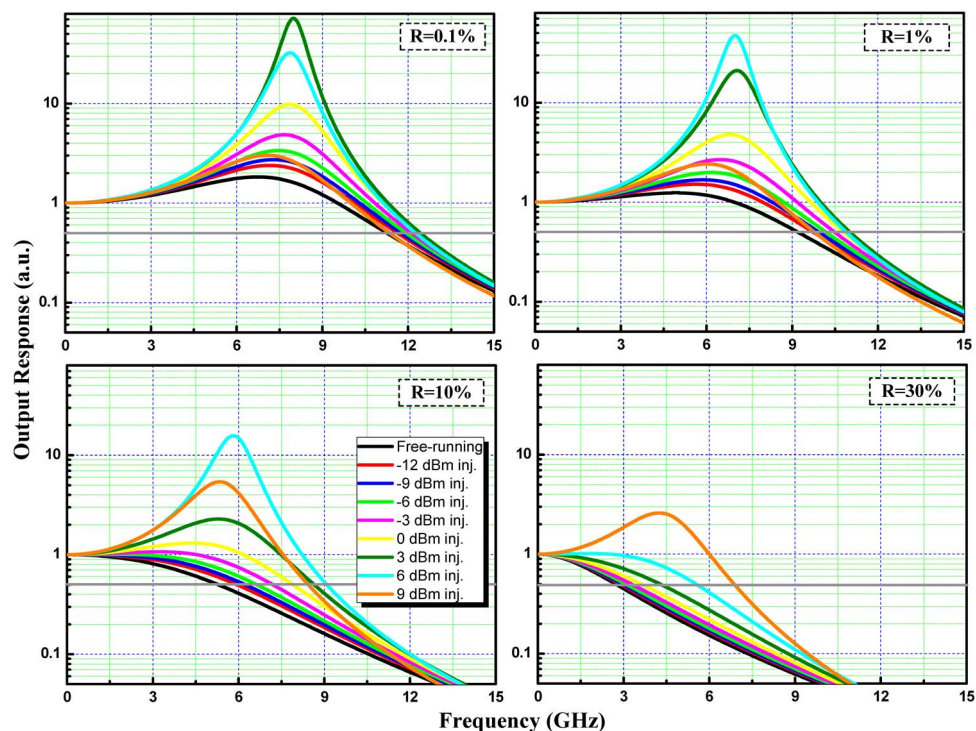 R=0.1%
R=1%
10
1
0.1
0 3 6 9 12 15
10
1
0.1
0 3 6 9 12 15
Output Response (a.u.)
R=10%
R=30%
10
1
0.1
0 3 6 9 12 15
10
1
0.1
0 3 6 9 12 15
Free-running
-12 dBm inj.
-9 dBm inj.
-6 dBm inj.
-3 dBm inj.
0 dBm inj.
3 dBm inj.
6 dBm inj.
9 dBm inj.
Frequency (GHz)